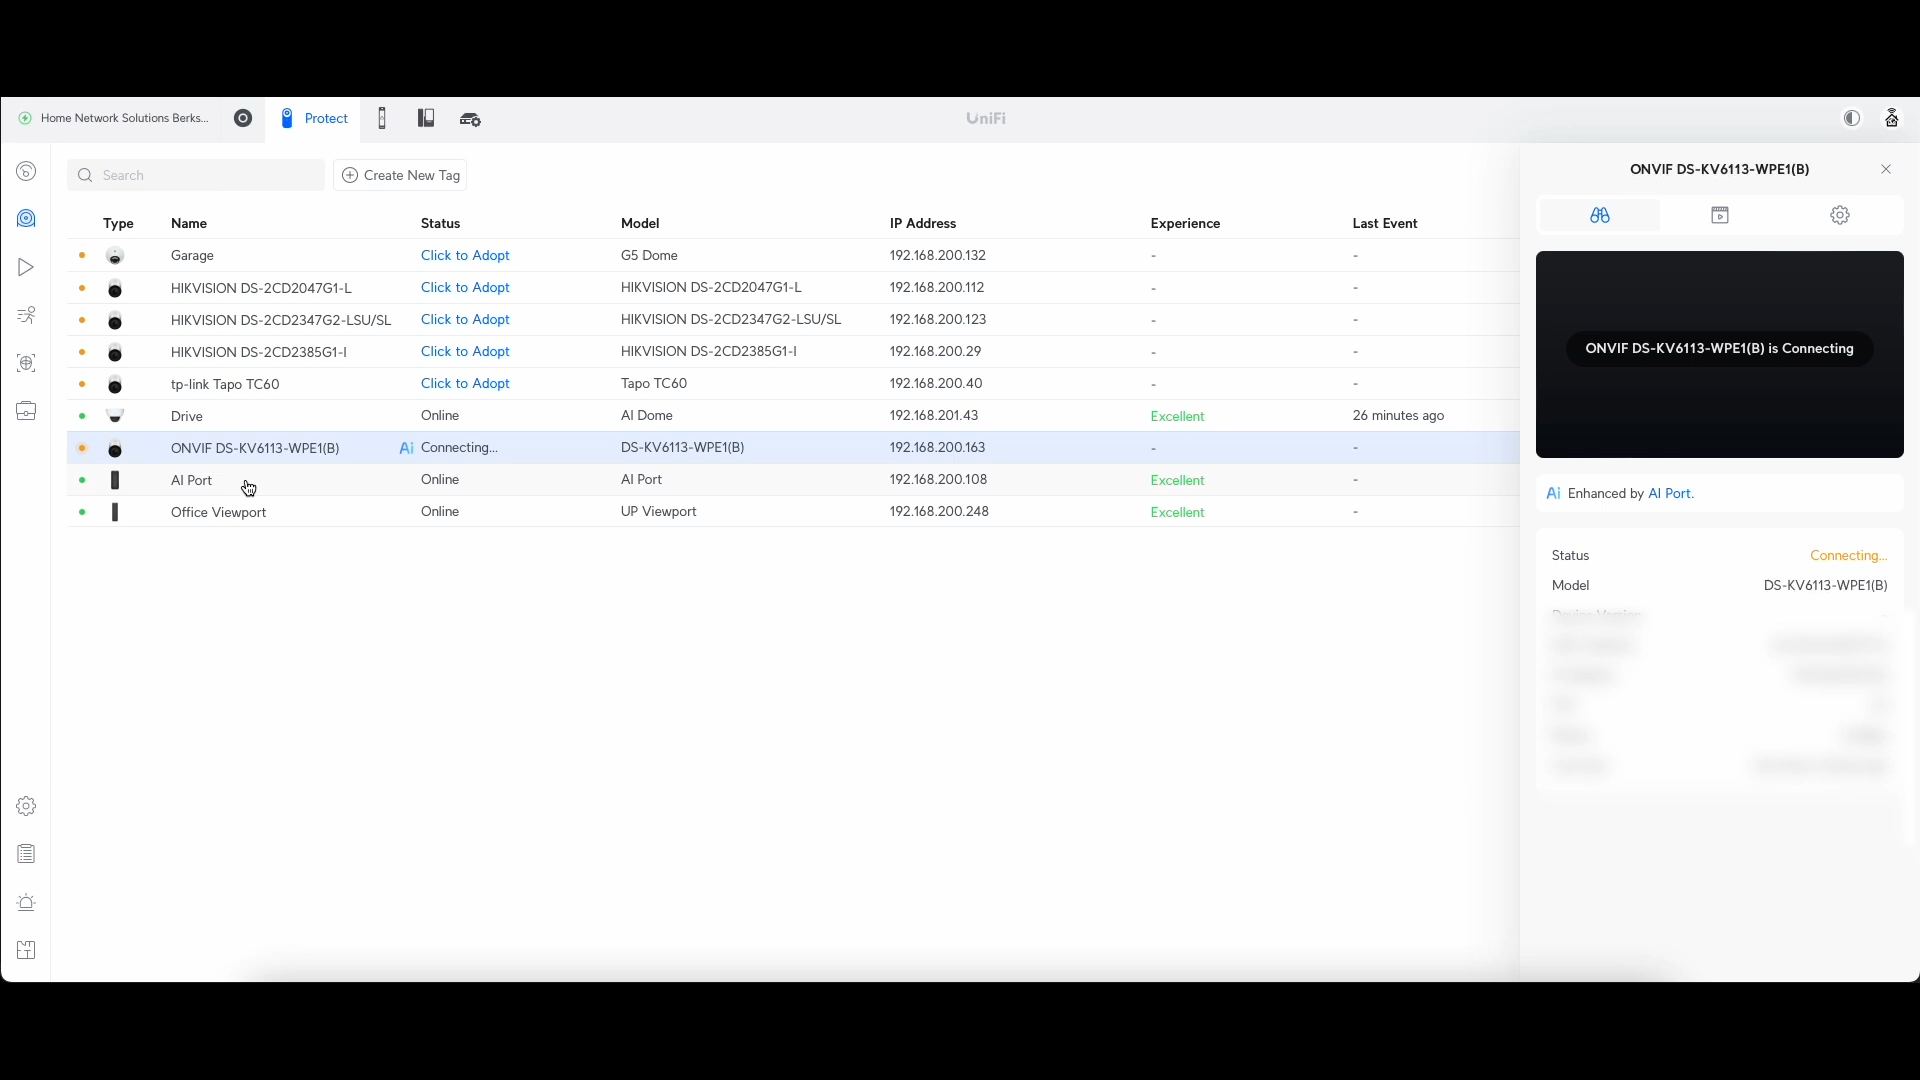 Home Network Solutions Berks...
Protect
UniFi
Search
Create New Tag
Type Name Status Model IP Address Experience Last Event
Garage Click to Adopt G5 Dome 192.168.200.132 - -
HIKVISION DS-2CD2047G1-L Click to Adopt HIKVISION DS-2CD2047G1-L 192.168.200.112 - -
HIKVISION DS-2CD2347G2-LSU/SL Click to Adopt HIKVISION DS-2CD2347G2-LSU/SL 192.168.200.123 - -
HIKVISION DS-2CD2385G1-I Click to Adopt HIKVISION DS-2CD2385G1-I 192.168.200.29 - -
tp-link Tapo TC60 Click to Adopt Tapo TC60 192.168.200.40 - -
Drive Online AI Dome 192.168.201.43 Excellent 26 minutes ago
ONVIF DS-KV6113-WPE1(B) Ai Connecting... DS-KV6113-WPE1(B) 192.168.200.163 - -
AI Port Online AI Port 192.168.200.108 Excellent -
Office Viewport Online UP Viewport 192.168.200.248 Excellent -
ONVIF DS-KV6113-WPE1(B)
ONVIF DS-KV6113-WPE1(B) is Connecting
Ai Enhanced by AI Port.
Status Connecting...
Model DS-KV6113-WPE1(B)